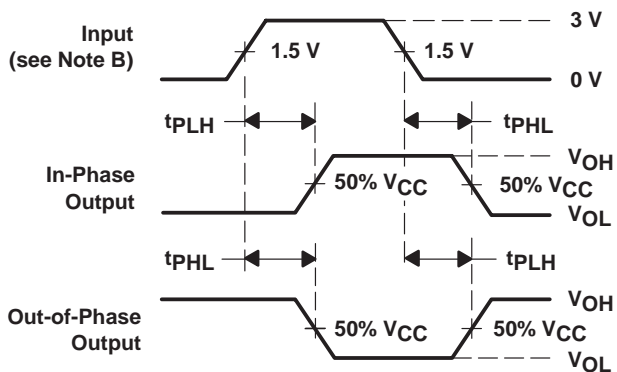 Input
(see Note B)
1.5 V
1.5 V
3 V
0 V
tPLH
tPHL
In-Phase
Output
50% VCC
50% VCC
VOH
VOL
tPHL
tPLH
Out-of-Phase
Output
50% VCC
50% VCC
VOH
VOL